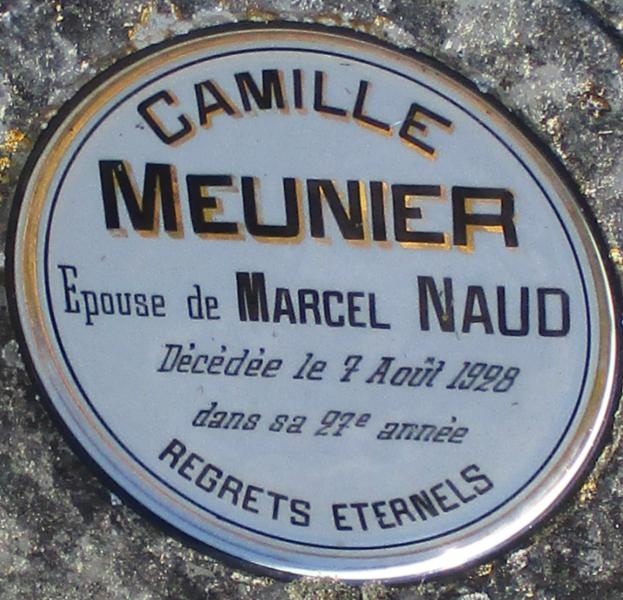 CAMILLE
MEUNIER
Epouse de MARCEL NAUD
Décédée le 7 Août 1928
dans sa 27e année
REGRETS ETERNELS